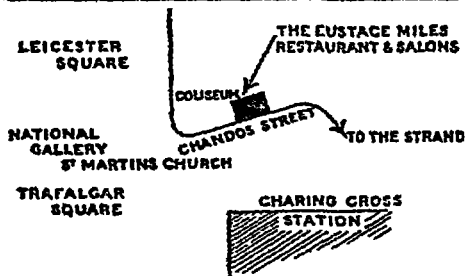 THE EUSTACE MILES
RESTAURANT & SALONS
LEICESTER
SQUARE
COLISEUM
CHANDOS STREET
TO THE STRAND
NATIONAL
GALLERY
ST MARTINS CHURCH
TRAFALGAR
SQUARE
CHARING CROSS
STATION